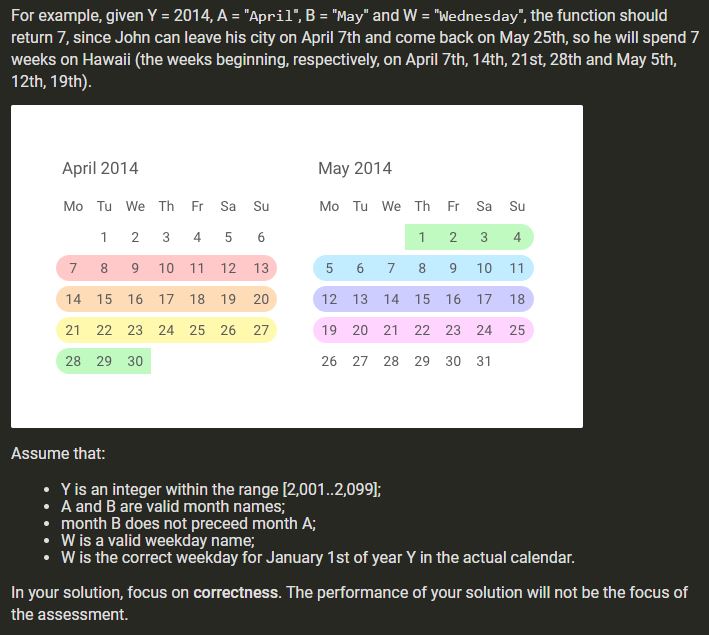 For example, given Y = 2014, A = "April", B = "May" and W = "Wednesday", the function should
return 7, since John can leave his city on April 7th and come back on May 25th, so he will spend 7
weeks on Hawaii (the weeks beginning, respectively, on April 7th, 14th, 21st, 28th and May 5th,
12th, 19th).
April 2014
Mo Tu We Th Fr Sa Su
1 2 3 4 5 6
7 8 9 10 11 12 13
14 15 16 17 18 19 20
21 22 23 24 25 26 27
28 29 30
May 2014
Mo Tu We Th Fr Sa Su
1 2 3 4
5 6 7 8 9 10 11
12 13 14 15 16 17 18
19 20 21 22 23 24 25
26 27 28 29 30 31
Assume that:
• Y is an integer within the range [2,001..2,099];
• A and B are valid month names;
• month B does not preceed month A;
• W is a valid weekday name;
• W is the correct weekday for January 1st of year Y in the actual calendar.
In your solution, focus on correctness. The performance of your solution will not be the focus of
the assessment.